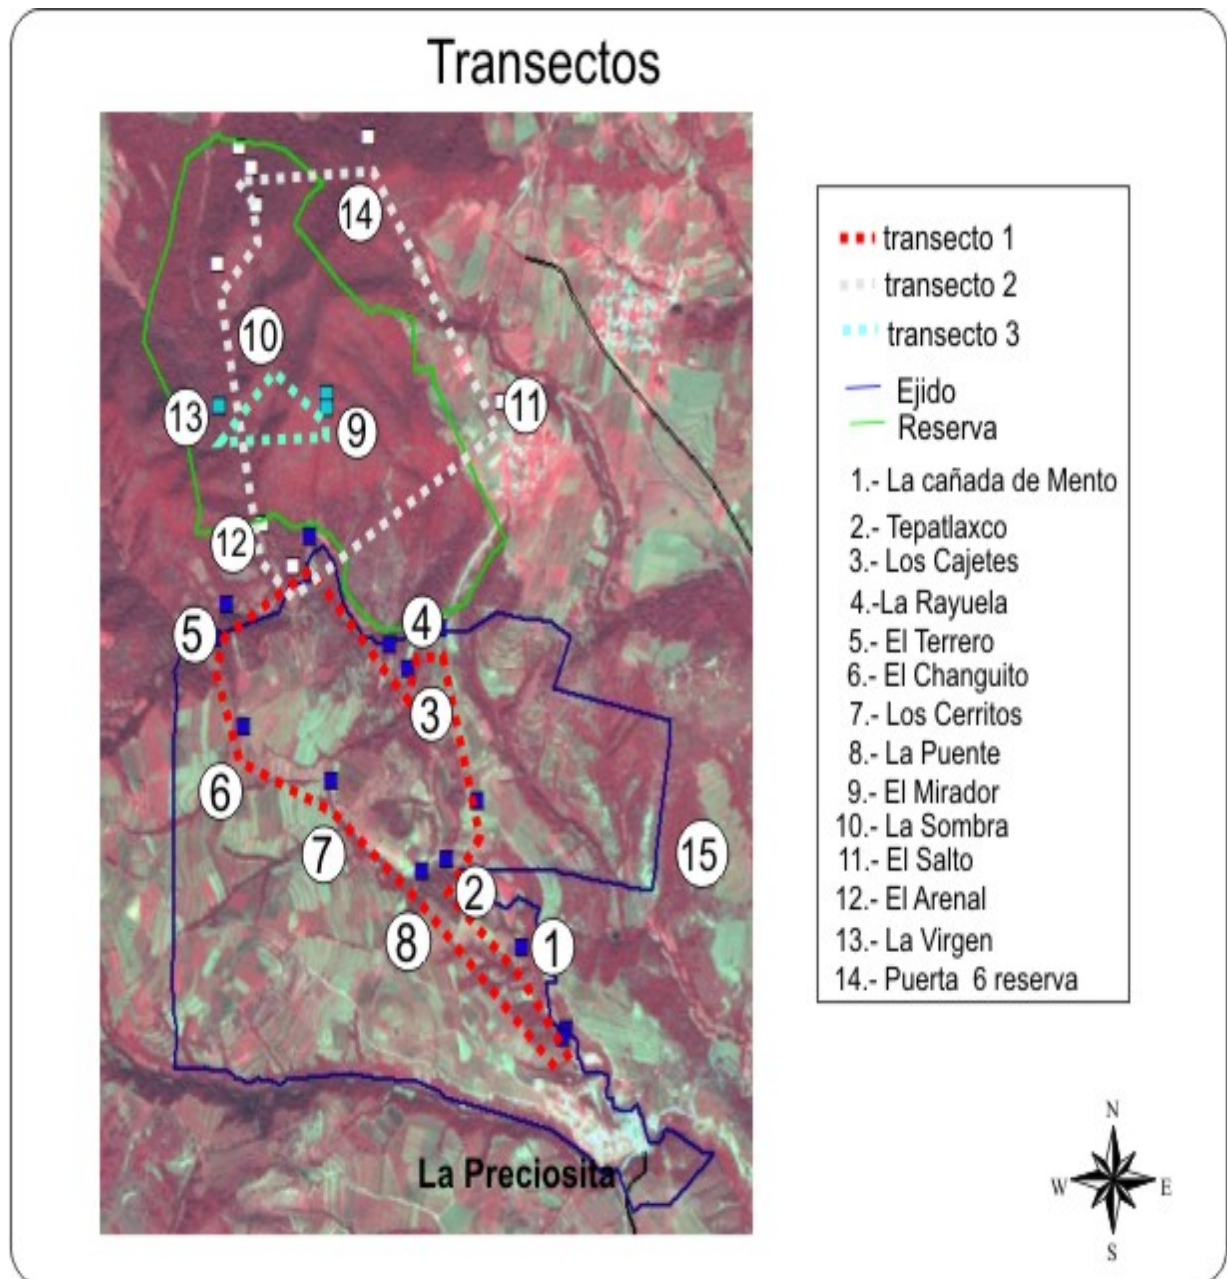 Transectos
14
10
11
13
9
12
5
4
3
6
7
15
2
8
1
La Preciosita
transecto 1
transecto 2
transecto 3
Ejido
Reserva
1.- La cañada de Mento
2.- Tepatlaxco
3.- Los Cajetes
4.-La Rayuela
5.- El Terrero
6.- El Changuito
7.- Los Cerritos
8.- La Puente
9.- El Mirador
10.- La Sombra
11.- El Salto
12.- El Arenal
13.- La Virgen
14.- Puerta 6 reserva
N
W E
S